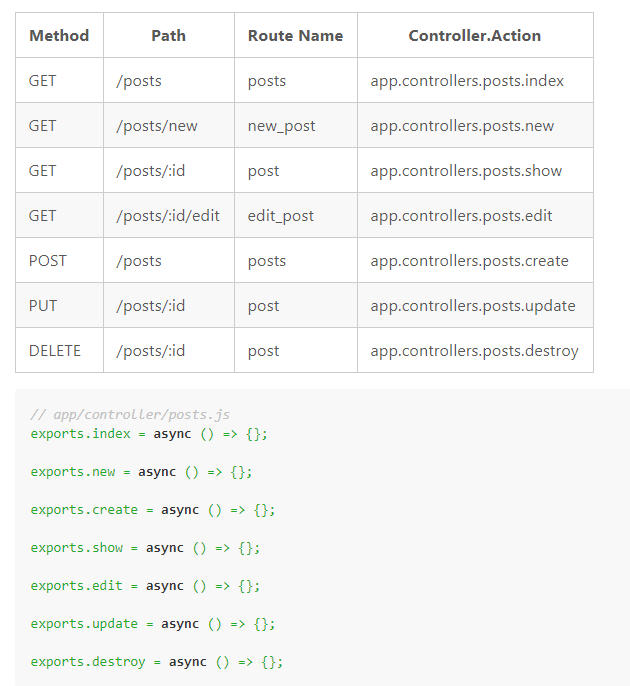 Method Path Route Name Controller.Action
GET /posts posts app.controllers.posts.index
GET /posts/new new_post app.controllers.posts.new
GET /posts/:id post app.controllers.posts.show
GET /posts/:id/edit edit_post app.controllers.posts.edit
POST /posts posts app.controllers.posts.create
PUT /posts/:id post app.controllers.posts.update
DELETE /posts/:id post app.controllers.posts.destroy
// app/controller/posts.js
exports.index = async () => {};
exports.new = async () => {};
exports.create = async () => {};
exports.show = async () => {};
exports.edit = async () => {};
exports.update = async () => {};
exports.destroy = async () => {};